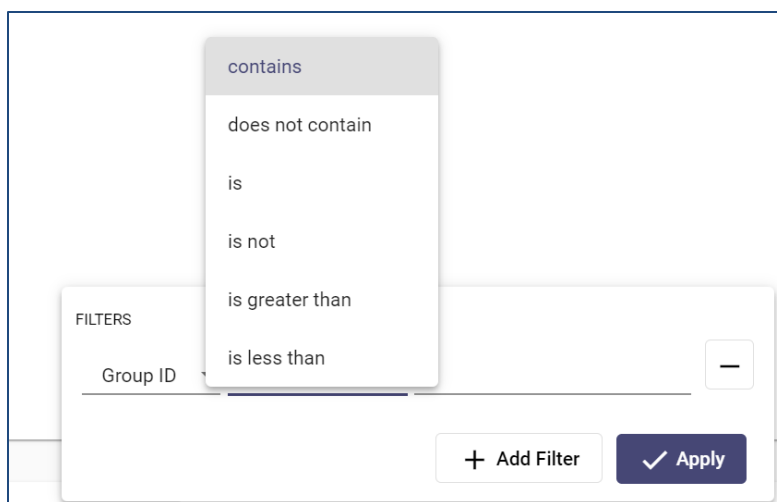 contains
does not contain
is
is not
is greater than
is less than
FILTERS
Group ID
Add Filter
Apply